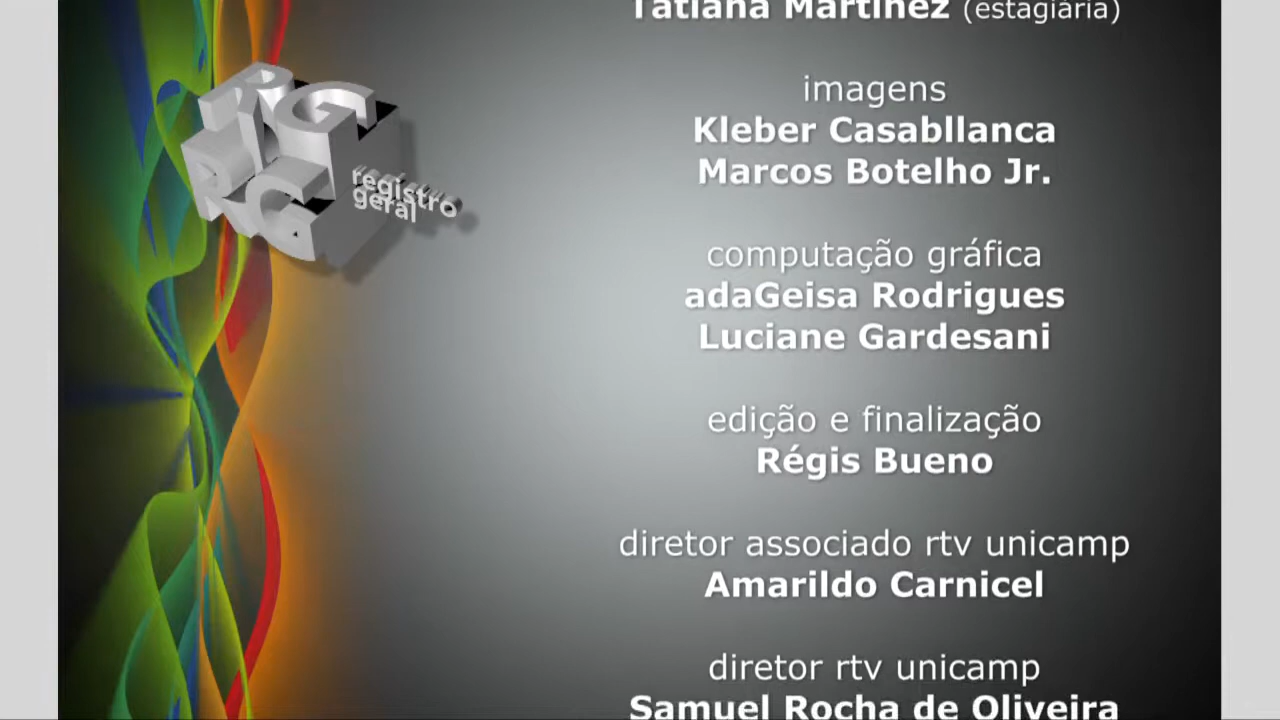 Tatiana Martinez (estagiária)
imagens
Kleber Casabllanca
Marcos Botelho Jr.
computação gráfica
adaGeisa Rodrigues
Luciane Gardesani
edição e finalização
Régis Bueno
diretor associado rtv unicamp
Amarildo Carnicel
diretor rtv unicamp
Samuel Rocha de Oliveira
RG
RG
registro
geral